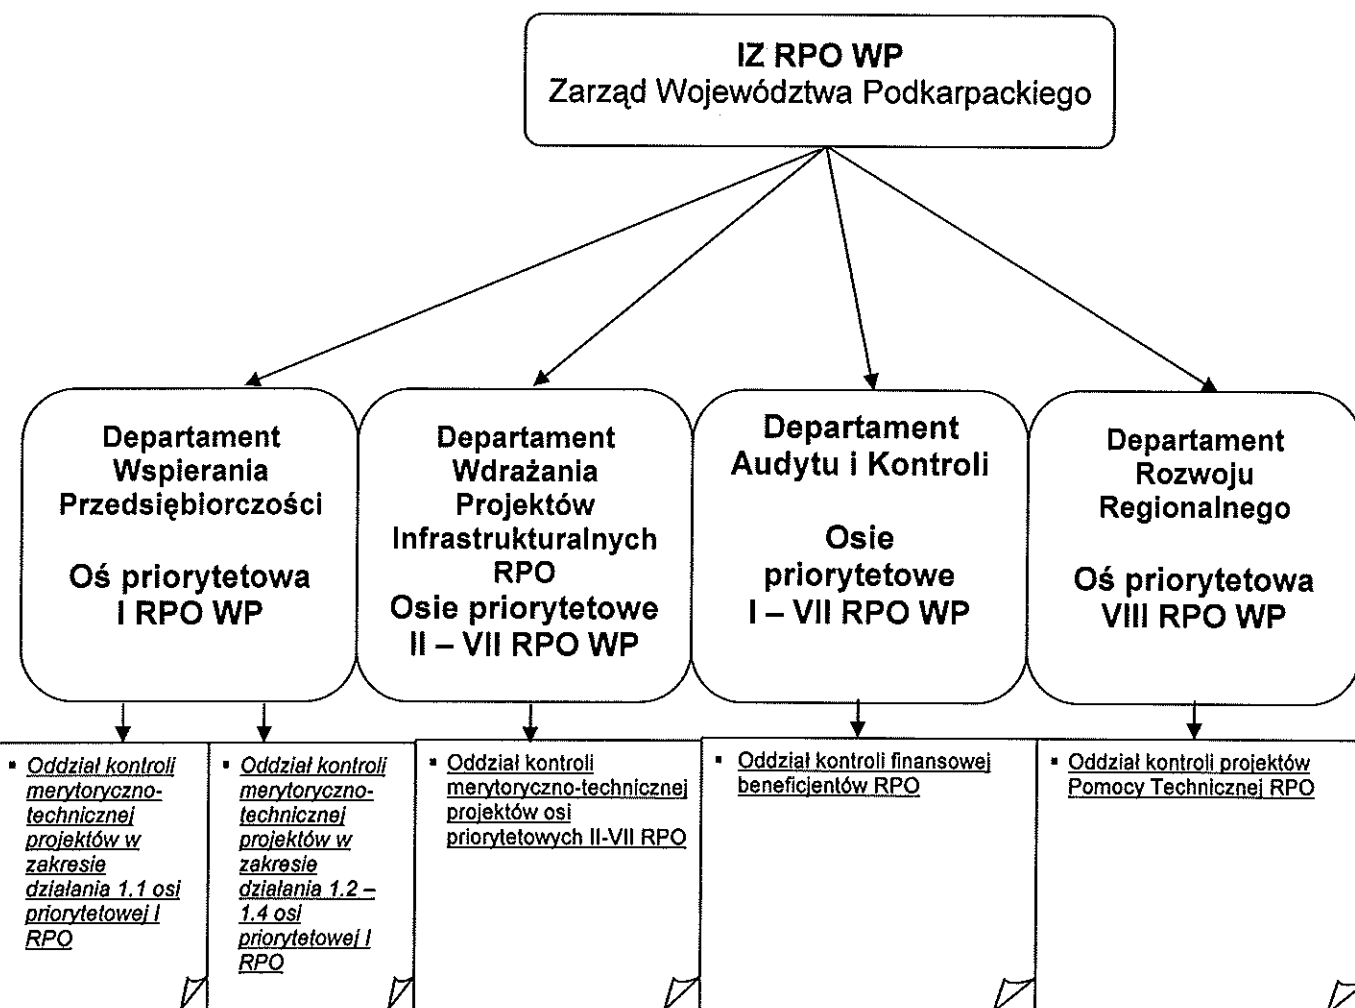 IZ RPO WP
Zarząd Województwa Podkarpackiego
Departament
Wspierania
Przedsiębiorczości
Oś priorytetowa
I RPO WP
Departament
Wdrażania
Projektów
Infrastrukturalnych
RPO
Osie priorytetowe
II – VII RPO WP
Departament
Audytu i Kontroli
Osie
priorytetowe
I – VII RPO WP
Departament
Rozwoju
Regionalnego
Oś priorytetowa
VIII RPO WP
▪ Oddział kontroli
merytoryczno-
technicznej
projektów w
zakresie
działania 1.1 osi
priorytetowej I
RPO
▪ Oddział kontroli
merytoryczno-
technicznej
projektów w
zakresie
działania 1.2 –
1.4 osi
priorytetowej I
RPO
▪ Oddział kontroli
merytoryczno-technicznej
projektów osi
priorytetowych II-VII RPO
▪ Oddział kontroli finansowej
beneficjentów RPO
▪ Oddział kontroli projektów
Pomocy Technicznej RPO